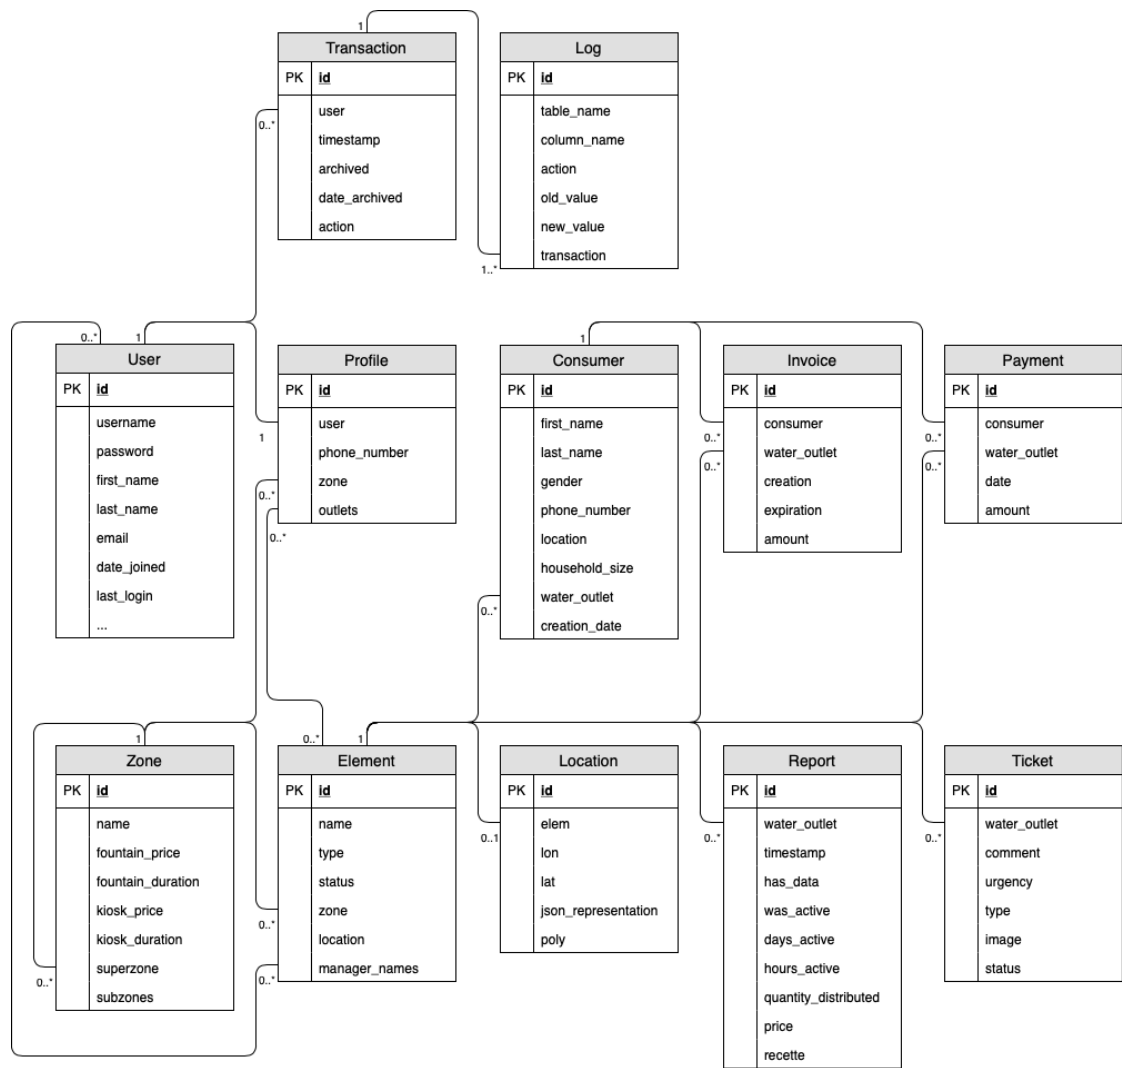 1
Transaction
PK id
user
timestamp
archived
date_archived
action
0..*
Log
PK id
table_name
column_name
action
old_value
new_value
transaction
1..*
0..*
1
User
PK id
username
password
first_name
last_name
email
date_joined
last_login
...
Profile
PK id
user
phone_number
zone
outlets
1
0..*
0..*
1
Consumer
PK id
first_name
last_name
gender
phone_number
location
household_size
water_outlet
creation_date
0..*
Invoice
PK id
consumer
water_outlet
creation
expiration
amount
0..*
0..*
Payment
PK id
consumer
water_outlet
date
amount
0..*
0..*
1
Zone
PK id
name
fountain_price
fountain_duration
kiosk_price
kiosk_duration
superzone
subzones
0..*
0..*
1
Element
PK id
name
type
status
zone
location
manager_names
0..*
0..*
Location
PK id
elem
lon
lat
json_representation
poly
0..1
Report
PK id
water_outlet
timestamp
has_data
was_active
days_active
hours_active
quantity_distributed
price
recette
0..*
Ticket
PK id
water_outlet
comment
urgency
type
image
status
0..*